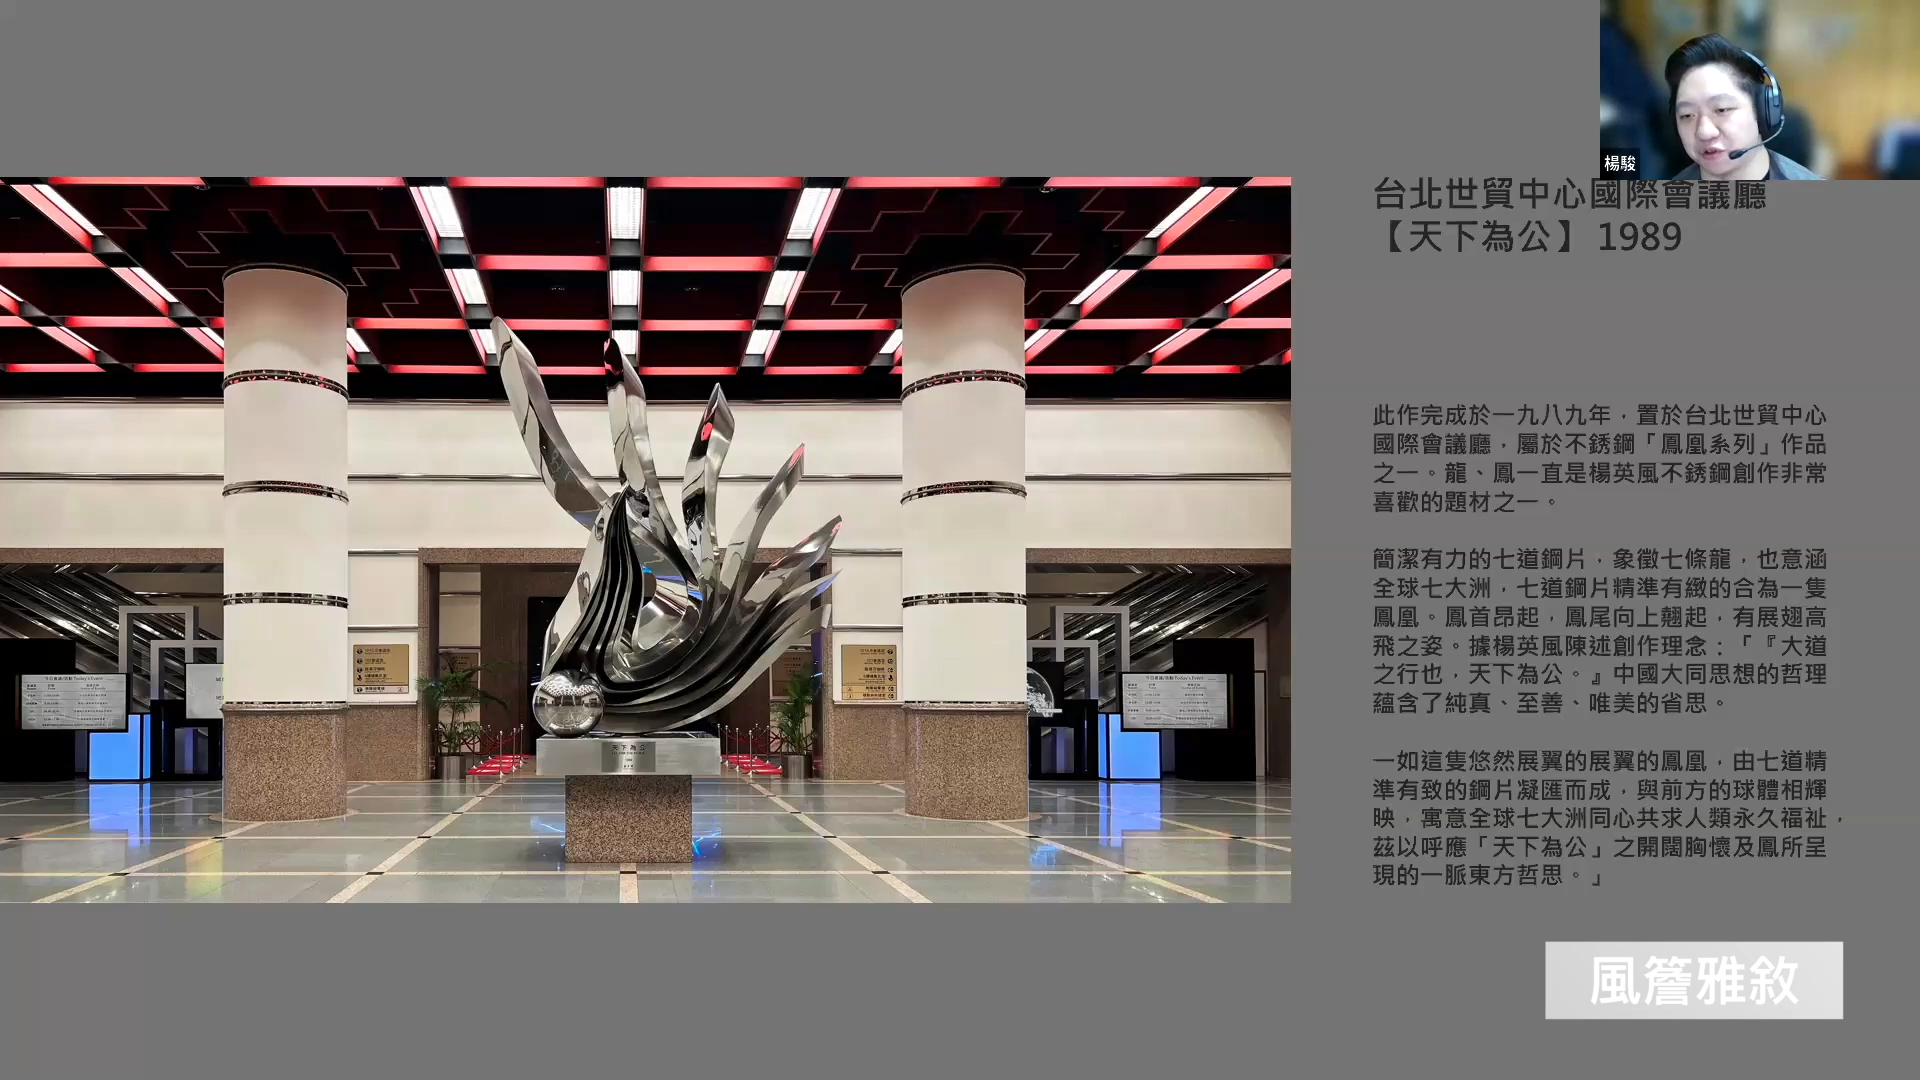 楊駿
台北世貿中心國際會議廳
【天下為公】 1989
此作完成於一九八九年，置於台北世貿中心
國際會議廳，屬於不銹鋼「鳳凰系列」作品
之一。龍、鳳一直是楊英風不銹鋼創作非常
喜歡的題材之一。
簡潔有力的七道鋼片，象徵七條龍，也意涵
全球七大洲，七道鋼片精準有緻的合為一隻
鳳凰。鳳首昂起，鳳尾向上翹起，有展翅高
飛之姿。據楊英風陳述創作理念：「『大道
之行也，天下為公。』中國大同思想的哲理
蘊含了純真、至善、唯美的省思。
一如這隻悠然展翼的展翼的鳳凰，由七道精
準有致的鋼片凝匯而成，與前方的球體相輝
映，寓意全球七大洲同心共求人類永久福祉，
茲以呼應「天下為公」之開闊胸懷及鳳所呈
現的一脈東方哲思。」
天下為公
風簷雅敘